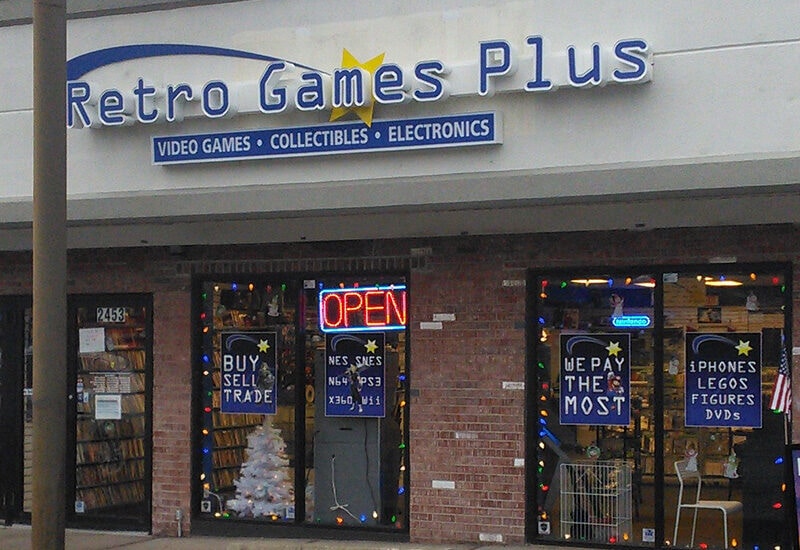 Retro Games Plus
VIDEO GAMES • COLLECTIBLES • ELECTRONICS
2453
OPEN
BUY
SELL
TRADE
NES SNES
N64 PS3
X360 Wii
WE PAY
THE
MOST
iPHONES
LEGOS
FIGURES
DVDs